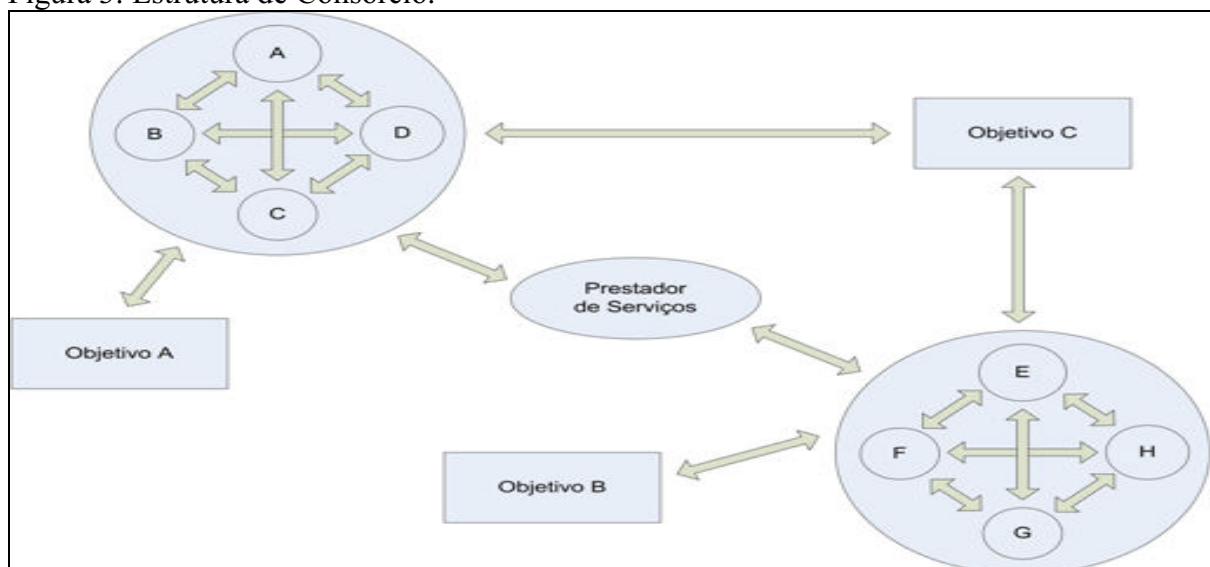 Figura 3: Estrutura de Consórcio.
A
B
D
C
Objetivo C
Prestador
de Serviços
Objetivo A
E
F
H
Objetivo B
G